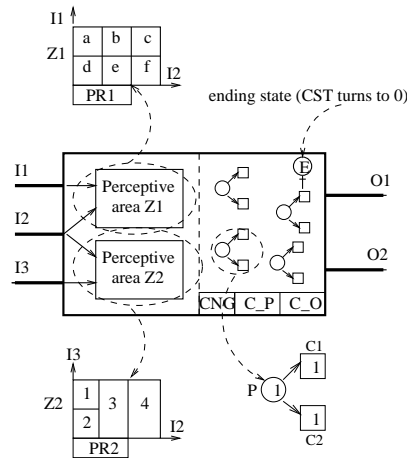 I1
Z1
a b c
d e f
I2
PR1
ending state (CST turns to 0)
E
I1
I2
I3
Perceptive
area Z1
Perceptive
area Z2
O1
O2
CNG C_P C_O
I3
Z2
1 3 4
2
I2
PR2
P 1
C1
1
1
C2